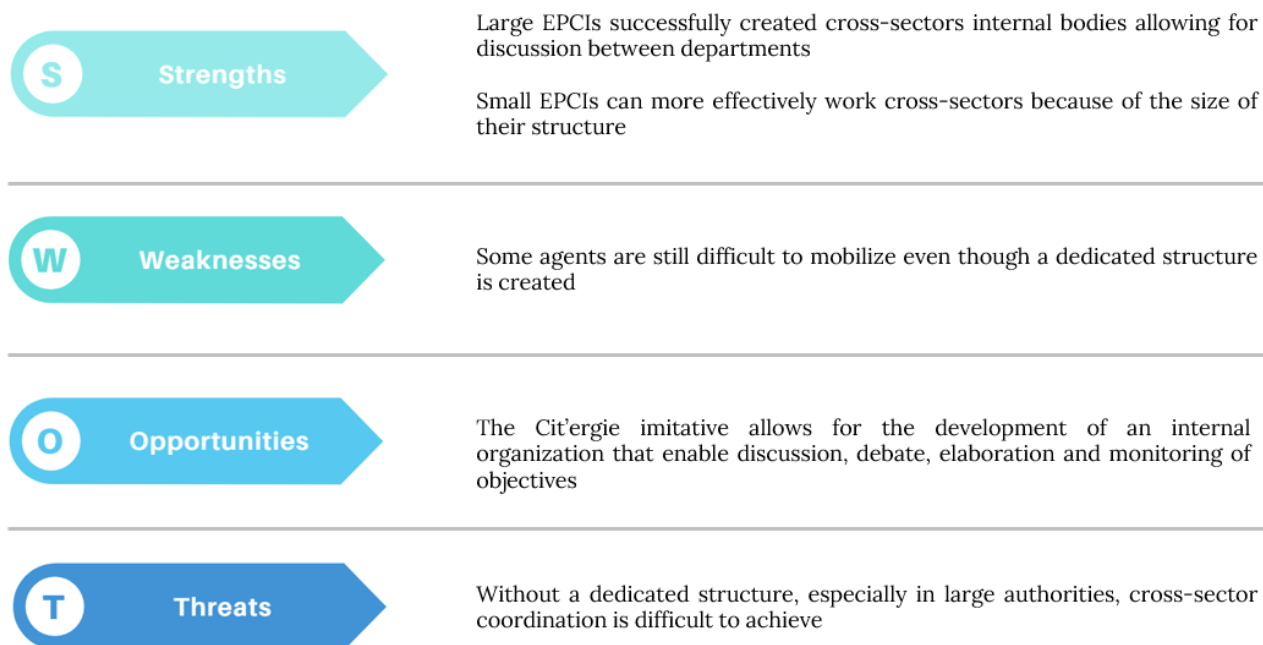 S
Strengths
Large EPCIs successfully created cross-sectors internal bodies allowing for
discussion between departments
Small EPCIs can more effectively work cross-sectors because of the size of
their structure
W
Weaknesses
Some agents are still difficult to mobilize even though a dedicated structure
is created
O
Opportunities
The Cit’ergie imitative allows for the development of an internal
organization that enable discussion, debate, elaboration and monitoring of
objectives
T
Threats
Without a dedicated structure, especially in large authorities, cross-sector
coordination is difficult to achieve